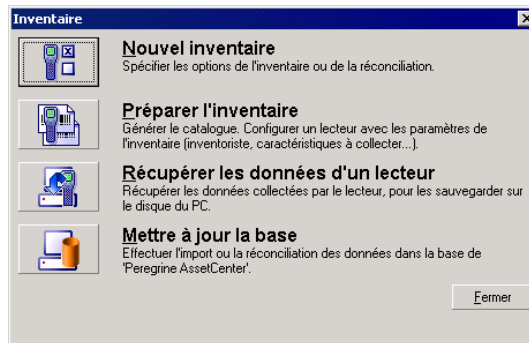 Inventaire
Nouvel inventaire
Spécifier les options de l'inventaire ou de la réconciliation.
Préparer l'inventaire
Générer le catalogue. Configurer un lecteur avec les paramètres de
l'inventaire (inventoriste, caractéristiques à collecter...).
Récupérer les données d'un lecteur
Récupérer les données collectées par le lecteur, pour les sauvegarder sur
le disque du PC.
Mettre à jour la base
Effectuer l'import ou la réconciliation des données dans la base de
'Peregrine AssetCenter'.
Fermer